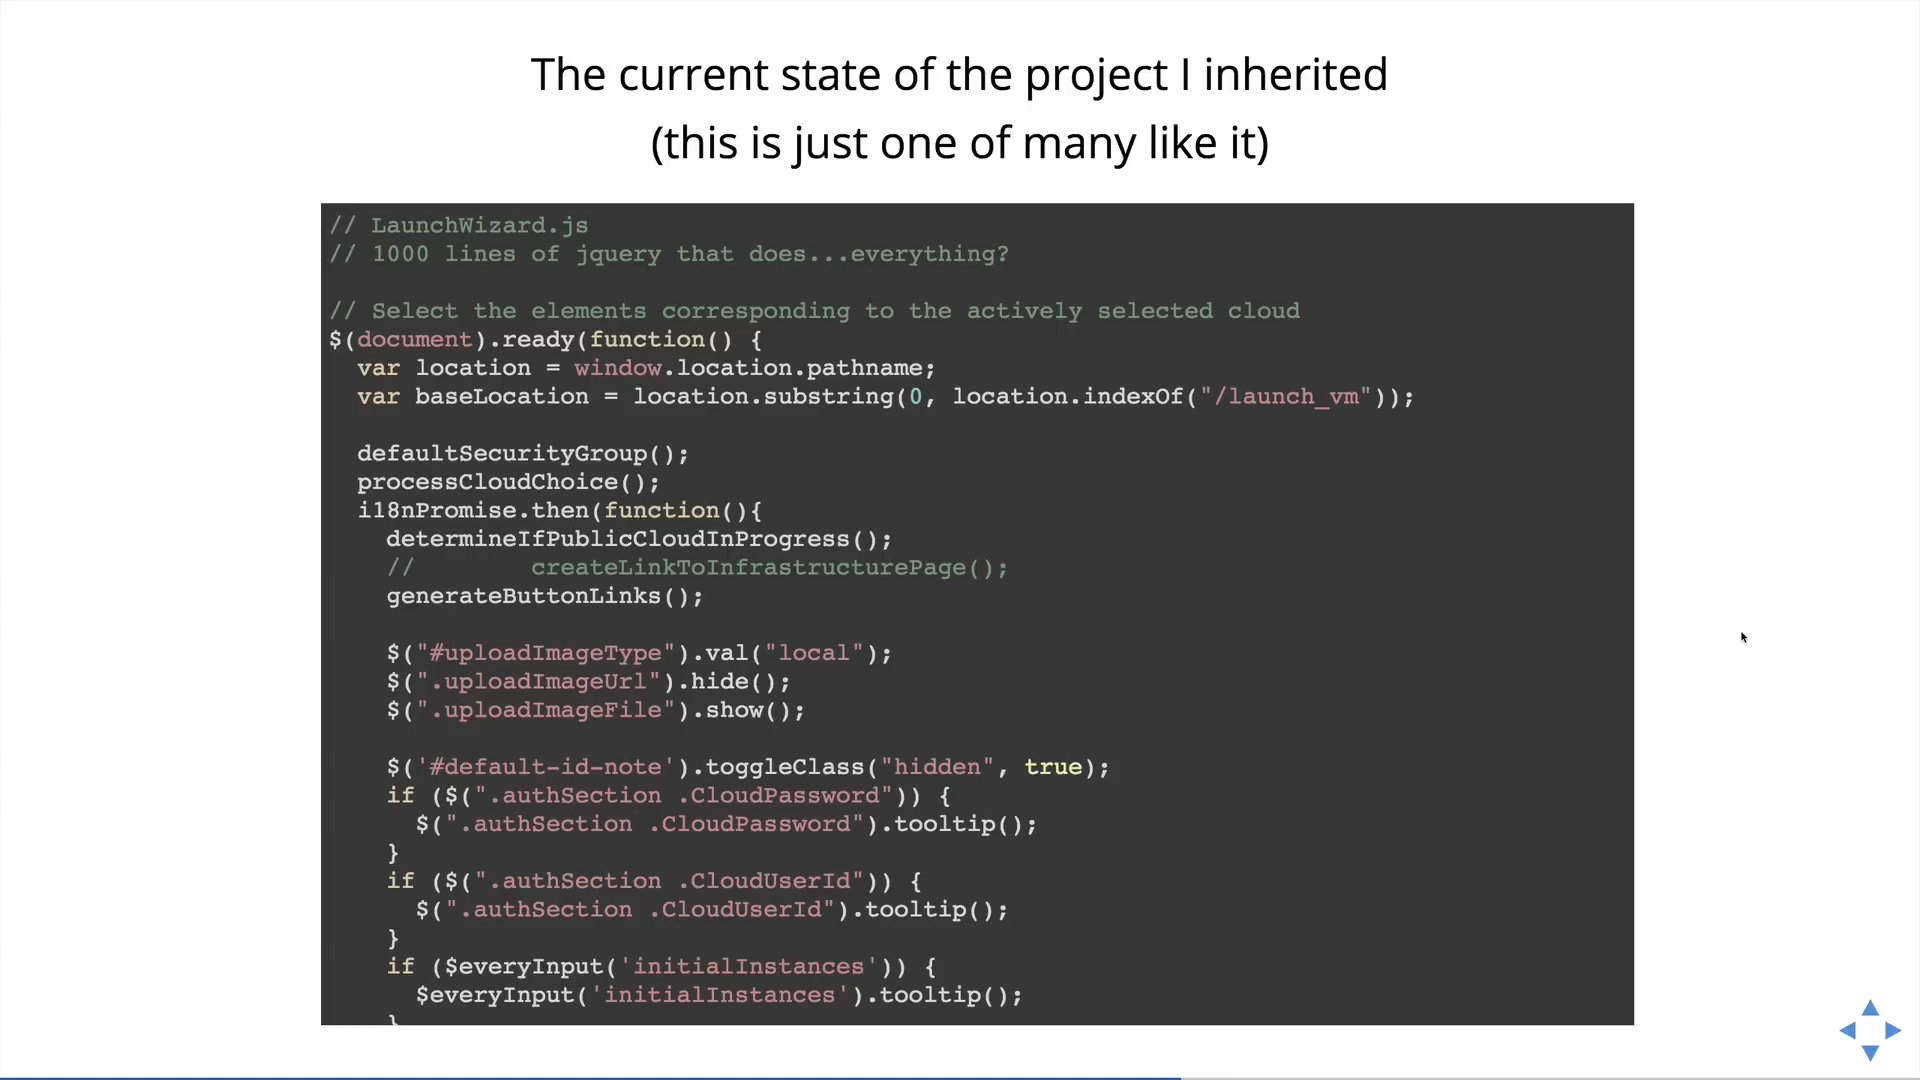 The current state of the project I inherited
(this is just one of many like it)
// LaunchWizard.js
// 1000 lines of jquery that does...everything?
// Select the elements corresponding to the actively selected cloud
$(document).ready(function() {
  var location = window.location.pathname;
  var baseLocation = location.substring(0, location.indexOf("/launch_vm"));
  defaultSecurityGroup();
  processCloudChoice();
  i18nPromise.then(function(){
    determineIfPublicCloudInProgress();
    //        createLinkToInfrastructurePage();
    generateButtonLinks();
    $("#uploadImageType").val("local");
    $(".uploadImageUrl").hide();
    $(".uploadImageFile").show();
    $('#default-id-note').toggleClass("hidden", true);
    if ($(".authSection .CloudPassword")) {
      $(".authSection .CloudPassword").tooltip();
    }
    if ($(".authSection .CloudUserId")) {
      $(".authSection .CloudUserId").tooltip();
    }
    if ($everyInput('initialInstances')) {
      $everyInput('initialInstances').tooltip();
    }